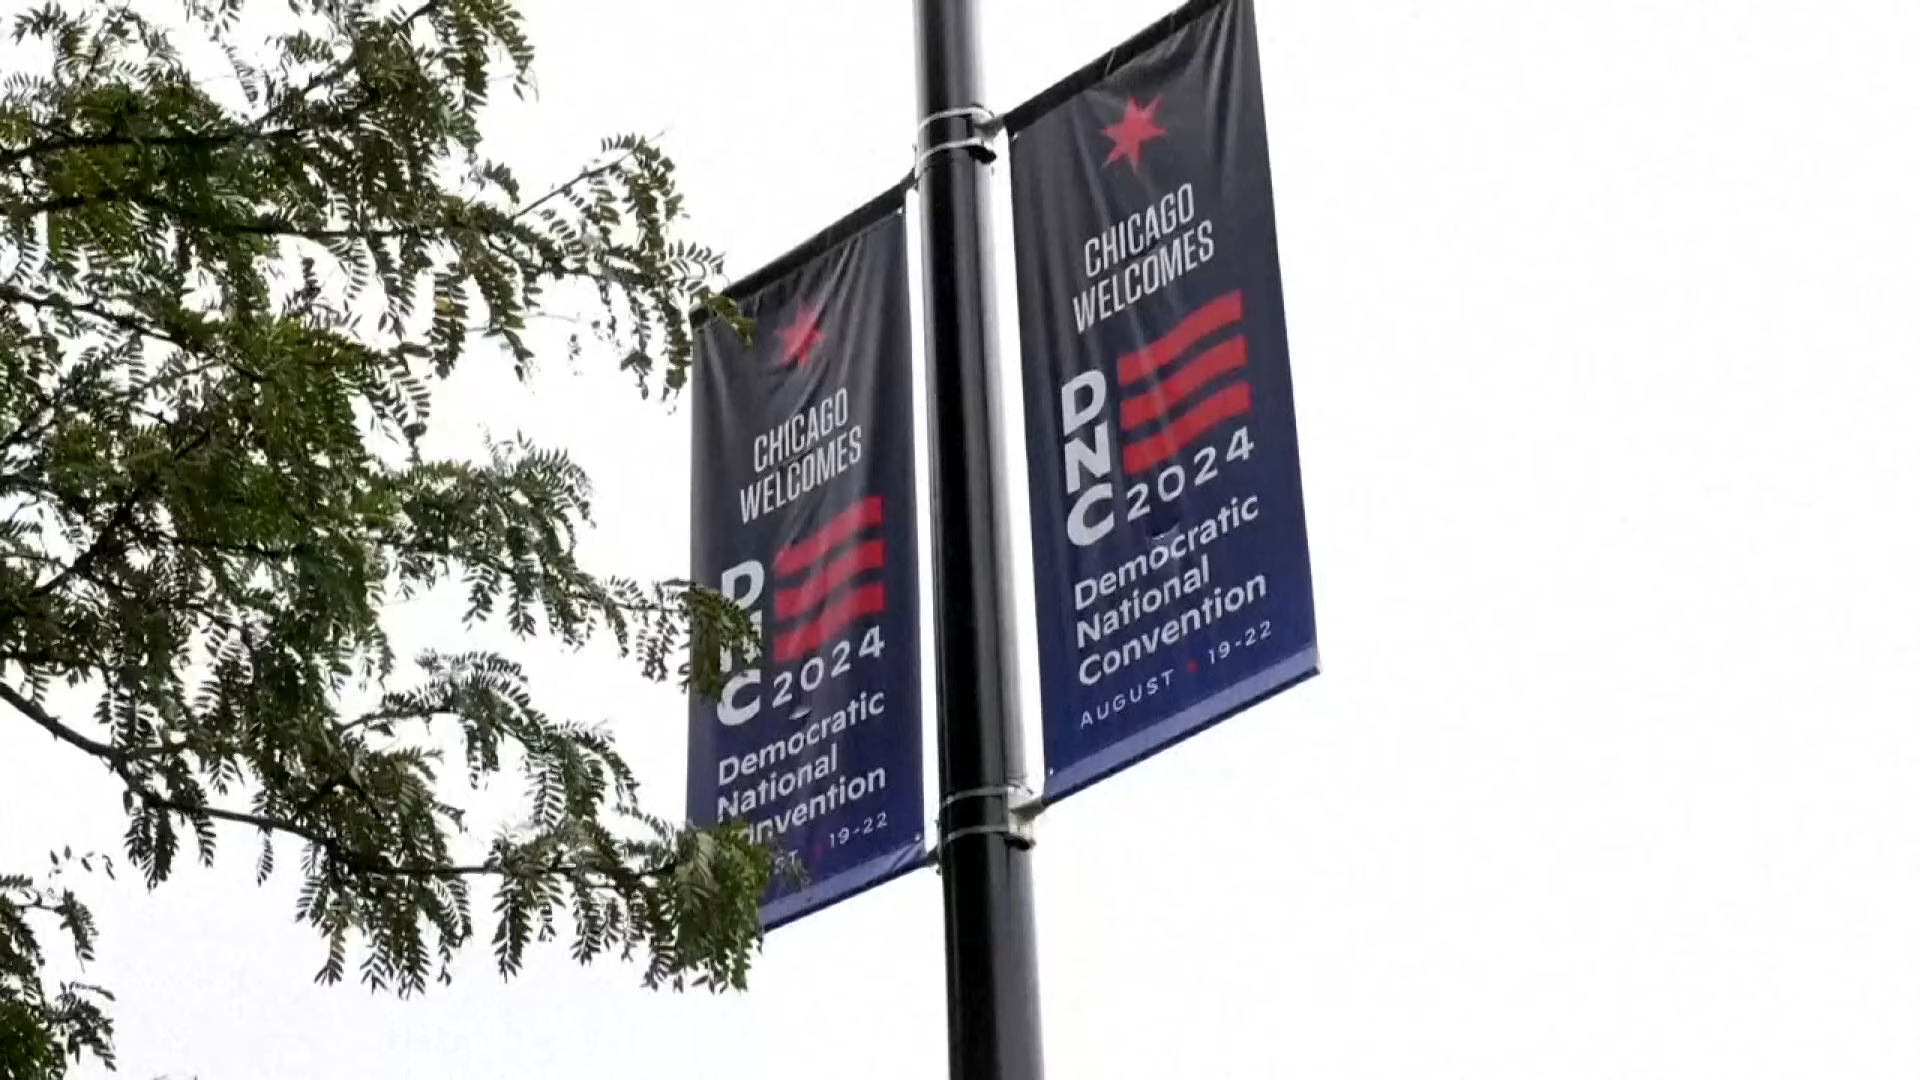 CHICAGO
WELCOMES
DNC
2024
Democratic
National
19-22
CHICAGO
WELCOMES
DNC
2024
Democratic
National
Convention
AUGUST 19-22